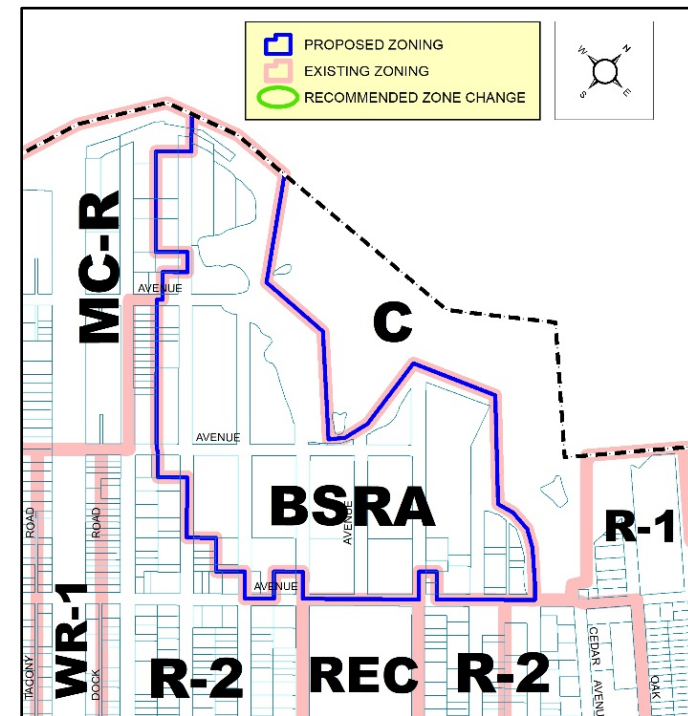 PROPOSED ZONING
EXISTING ZONING
RECOMMENDED ZONE CHANGE
W
N
S
E
MC-R
AVENUE
C
AVENUE
BSRA
AVENUE
R-1
ROAD
ROAD
AVENUE
WR-1
TACONY
DOCK
R-2
REC
R-2
CEDAR AVENUE
OAK